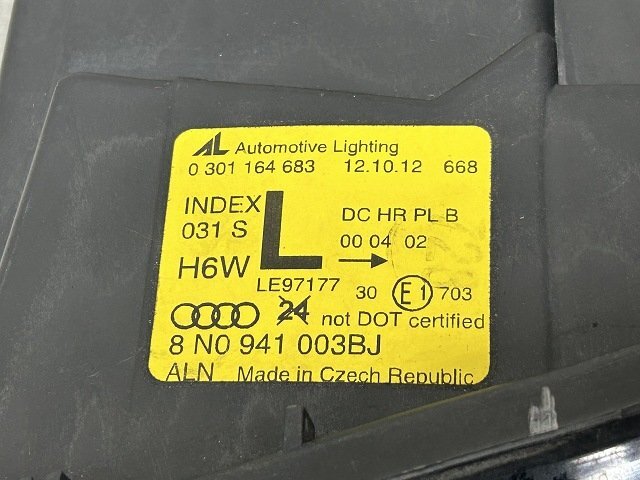 AL Automotive Lighting
0 301 164 683 12.10.12 668
INDEX L DC HR PL B
031 S 00 04 02
H6W →
LE97177 30 E1 703
24 not DOT certified
8 N0 941 003BJ
ALN Made in Czech Republic